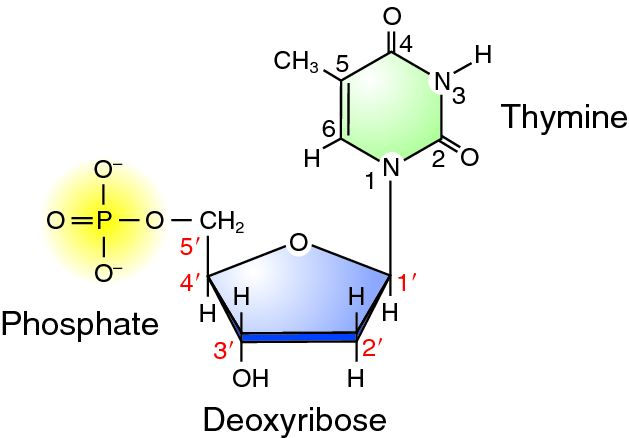 O
4
CH₃
5
N
H
3
6
H
2
O
N
1
Thymine
O⁻
O
P
O
CH₂
5′
O⁻
O
4′
1′
H
H
H
H
3′
2′
OH
H
Phosphate
Deoxyribose